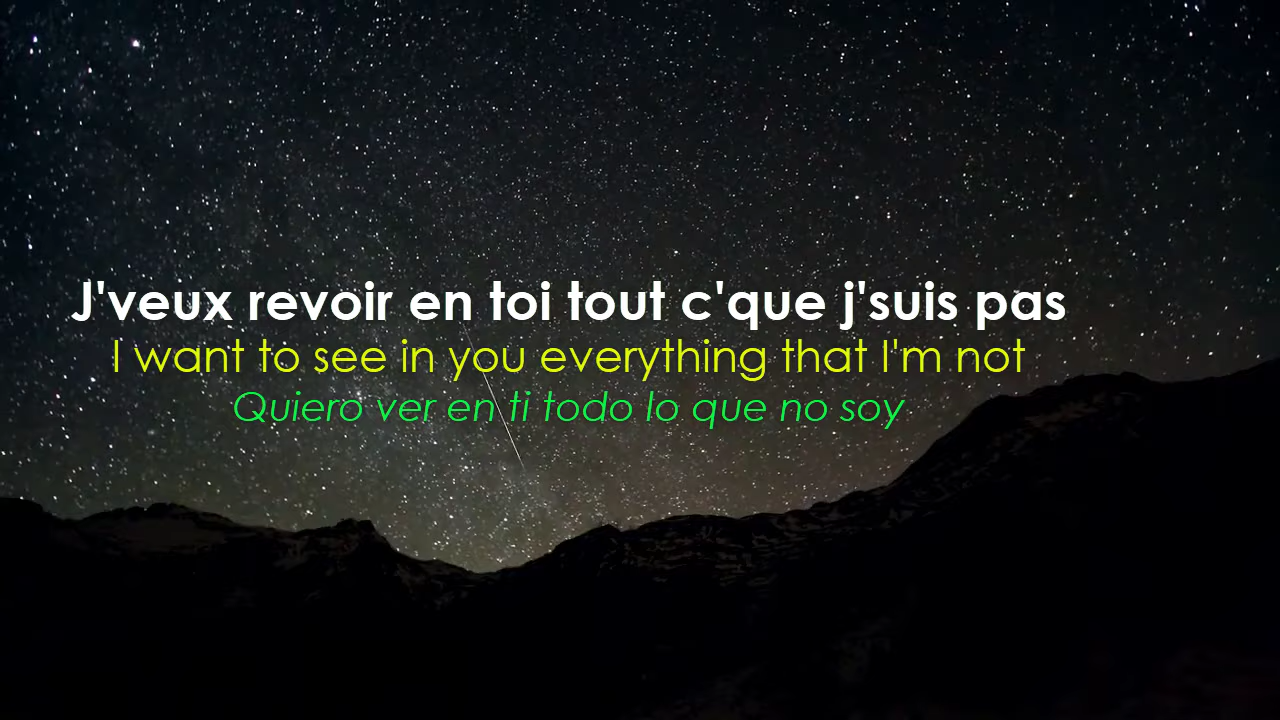 J'veux revoir en toi tout c'que j'suis pas
I want to see in you everything that I'm not
Quiero ver en ti todo lo que no soy